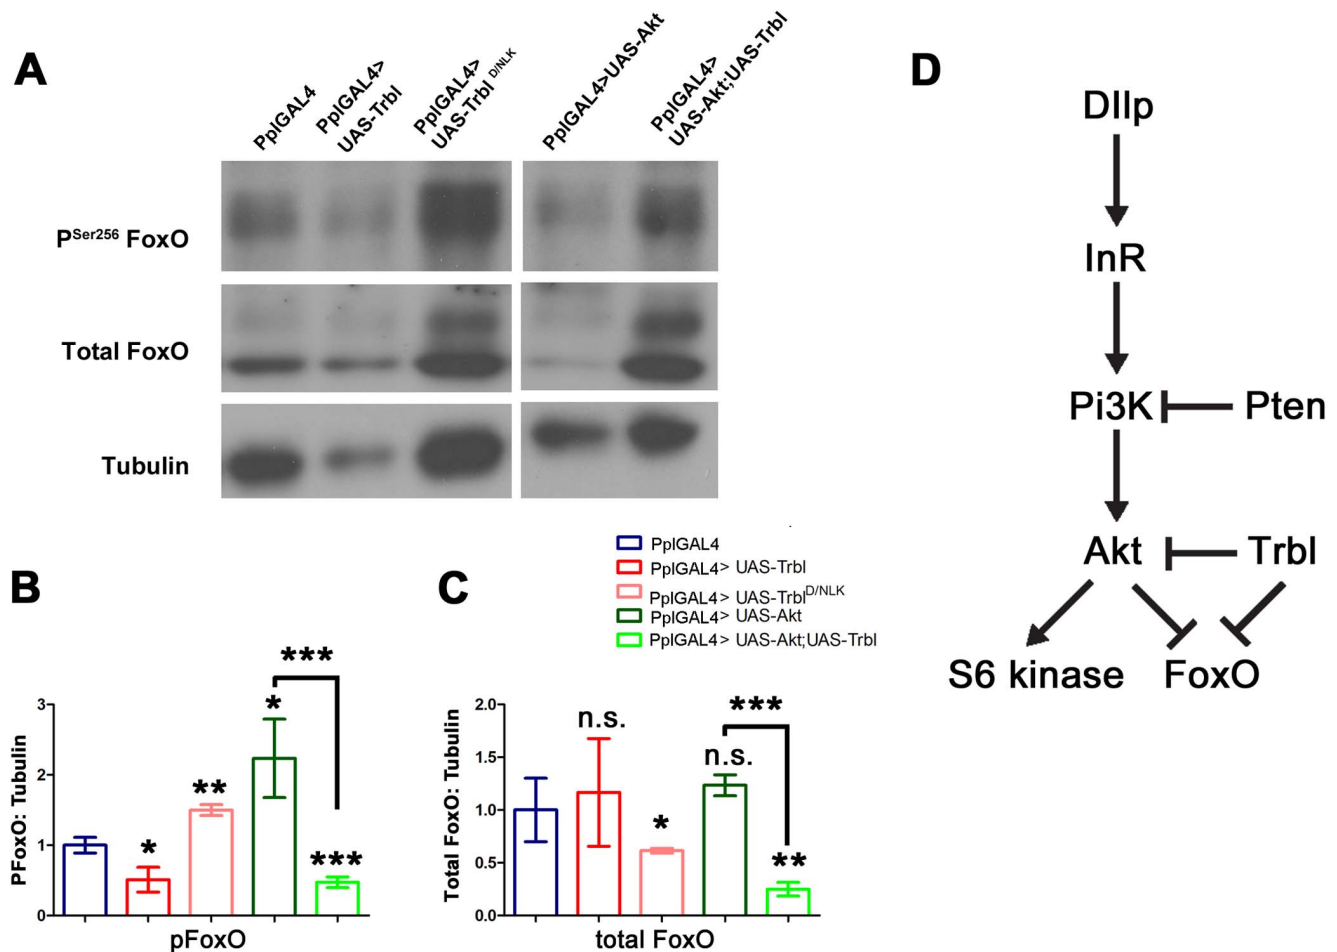 A
PplGAL4
PplGAL4>
UAS-Trbl
PplGAL4>
UAS-Trbl D/NLK
PplGAL4>UAS-Akt
PplGAL4>
UAS-Akt;UAS-Trbl
PSer256 FoxO
Total FoxO
Tubulin
B
PFoxO: Tubulin
3
2
1
0
*
**
*
***
***
pFoxO
PplGAL4
PplGAL4> UAS-Trbl
PplGAL4> UAS-TrblD/NLK
PplGAL4> UAS-Akt
PplGAL4> UAS-Akt;UAS-Trbl
C
Total FoxO: Tubulin
2.0
1.5
1.0
0.5
0.0
n.s.
*
n.s.
***
**
total FoxO
D
DIlp
InR
Pi3K Pten
Akt Trbl
S6 kinase FoxO